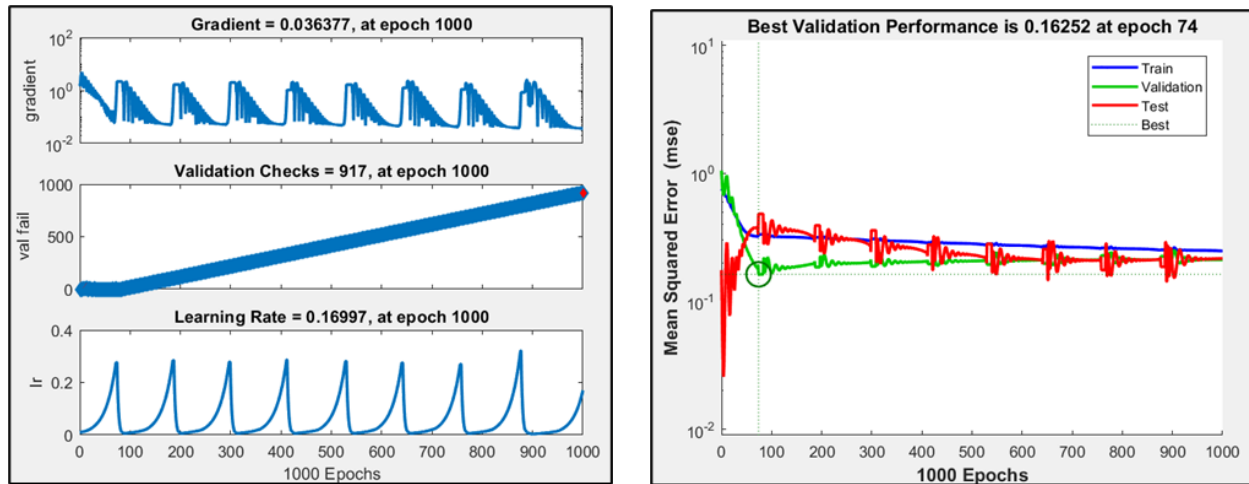 Gradient = 0.036377, at epoch 1000
10^2
10^0
10^-2
gradient
Validation Checks = 917, at epoch 1000
1000
500
0
val fail
Learning Rate = 0.16997, at epoch 1000
0.4
0.2
0
lr
0 100 200 300 400 500 600 700 800 900 1000
1000 Epochs
Best Validation Performance is 0.16252 at epoch 74
10^1
10^0
10^-1
10^-2
Mean Squared Error (mse)
Train
Validation
Test
Best
0 100 200 300 400 500 600 700 800 900 1000
1000 Epochs